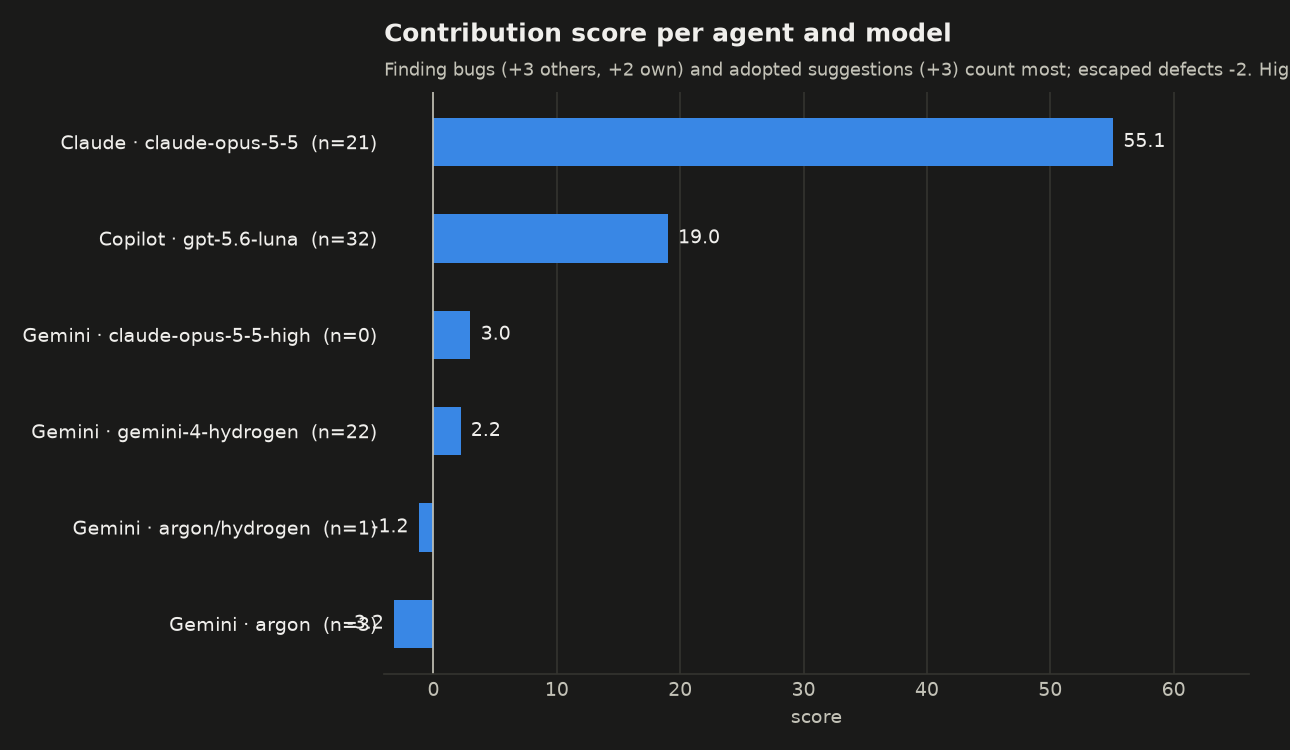 Contribution score per agent and model
Finding bugs (+3 others, +2 own) and adopted suggestions (+3) count most; escaped defects -2. Hig
Claude · claude-opus-5-5 (n=21)
55.1
Copilot · gpt-5.6-luna (n=32)
19.0
Gemini · claude-opus-5-5-high (n=0)
3.0
Gemini · gemini-4-hydrogen (n=22)
2.2
Gemini · argon/hydrogen (n=1)
-1.2
Gemini · argon (n=3)
-3.2
0 10 20 30 40 50 60
score